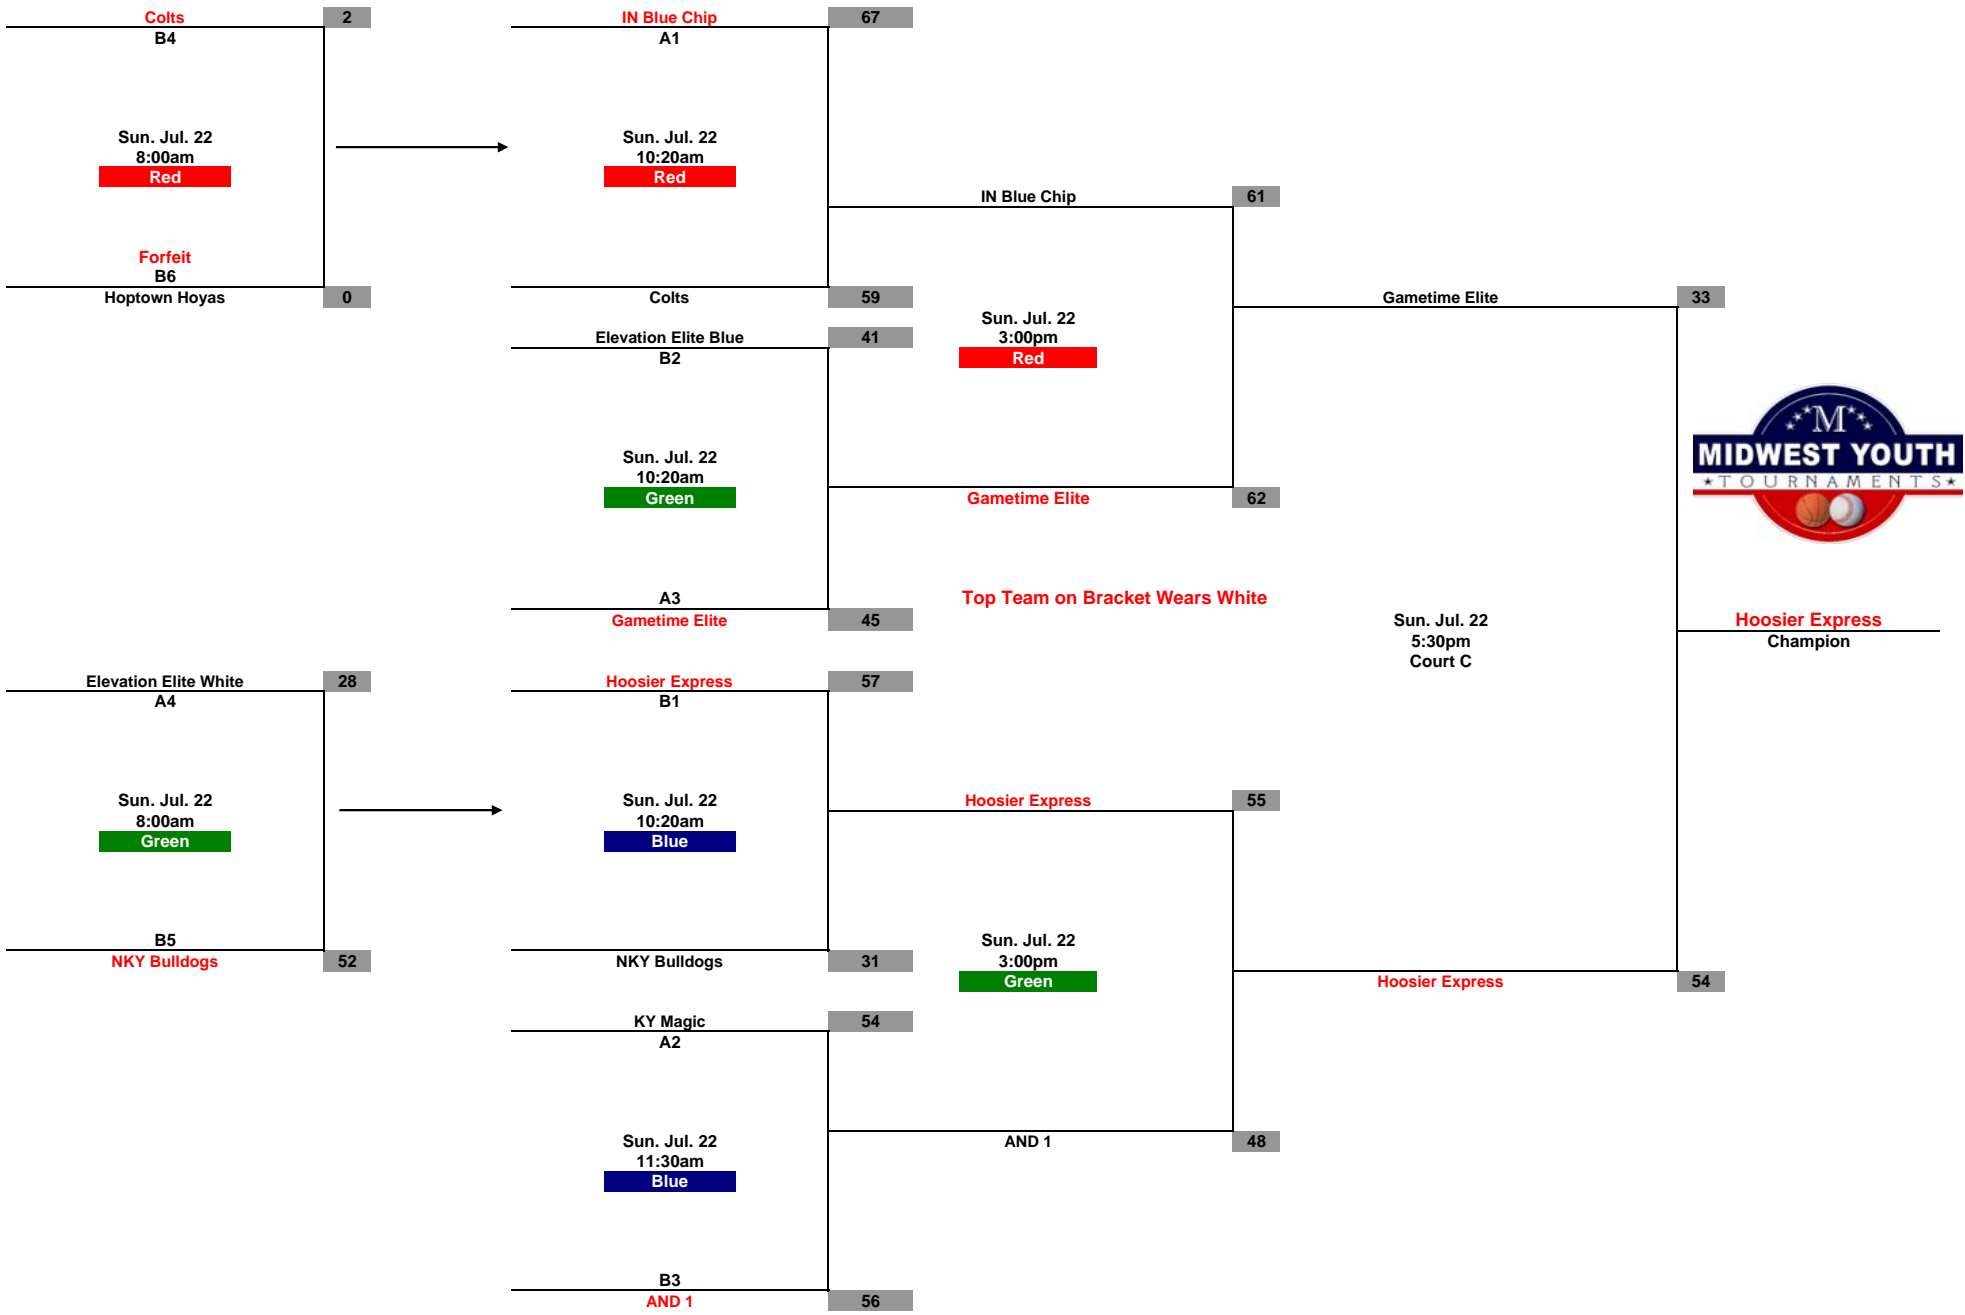 Colts 2
B4
Sun. Jul. 22
8:00am
Red
Forfeit
B6
Hoptown Hoyas 0
IN Blue Chip 67
A1
Sun. Jul. 22
10:20am
Red
Colts 59
Elevation Elite Blue 41
B2
Sun. Jul. 22
10:20am
Green
A3
Gametime Elite 45
Elevation Elite White 28
A4
Sun. Jul. 22
8:00am
Green
B5
NKY Bulldogs 52
Hoosier Express 57
B1
Sun. Jul. 22
10:20am
Blue
NKY Bulldogs 31
KY Magic 54
A2
Sun. Jul. 22
11:30am
Blue
B3
AND 1 56
IN Blue Chip 61
Sun. Jul. 22
3:00pm
Red
Gametime Elite 62
Top Team on Bracket Wears White
Hoosier Express 55
Sun. Jul. 22
3:00pm
Green
AND 1 48
Gametime Elite 33
Sun. Jul. 22
5:30pm
Court C
Hoosier Express 54
M
MIDWEST YOUTH
TOURNAMENTS
Hoosier Express
Champion